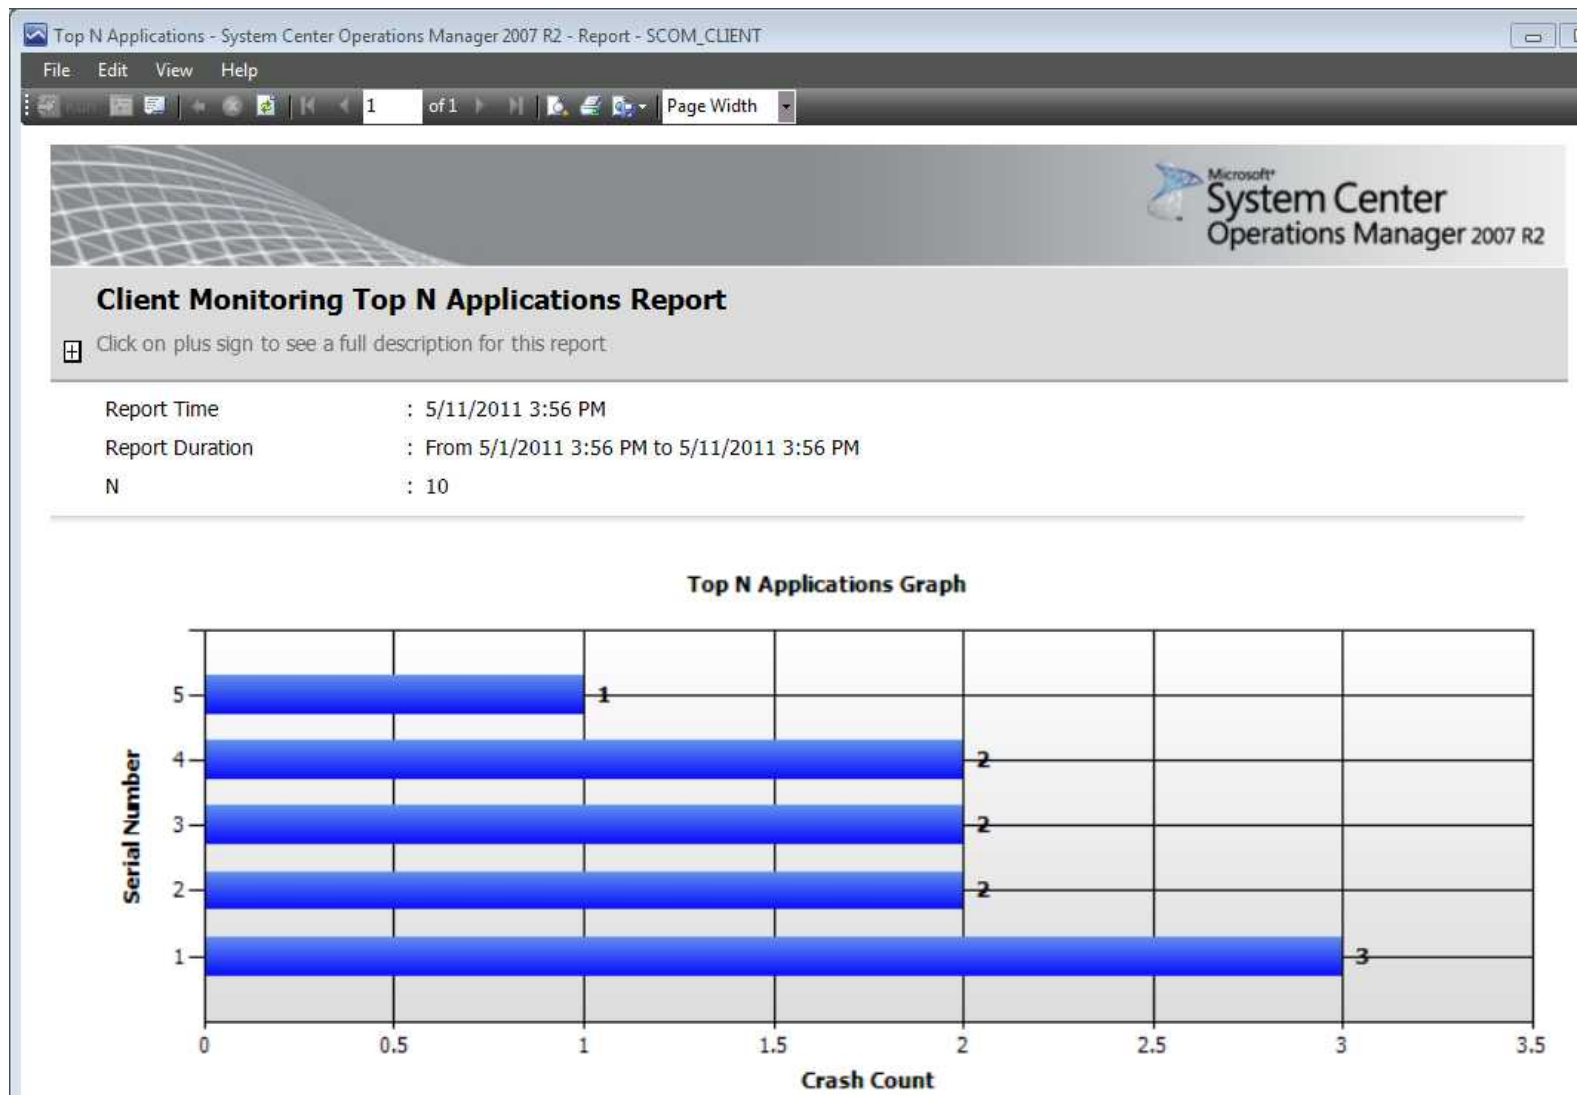 Top N Applications - System Center Operations Manager 2007 R2 - Report - SCOM_CLIENT
File Edit View Help
1 of 1 Page Width
Microsoft
System Center
Operations Manager 2007 R2
Client Monitoring Top N Applications Report
Click on plus sign to see a full description for this report
Report Time : 5/11/2011 3:56 PM
Report Duration : From 5/1/2011 3:56 PM to 5/11/2011 3:56 PM
N : 10
Top N Applications Graph
5 1
4 2
3 2
2 2
1 3
Serial Number
0 0.5 1 1.5 2 2.5 3 3.5
Crash Count